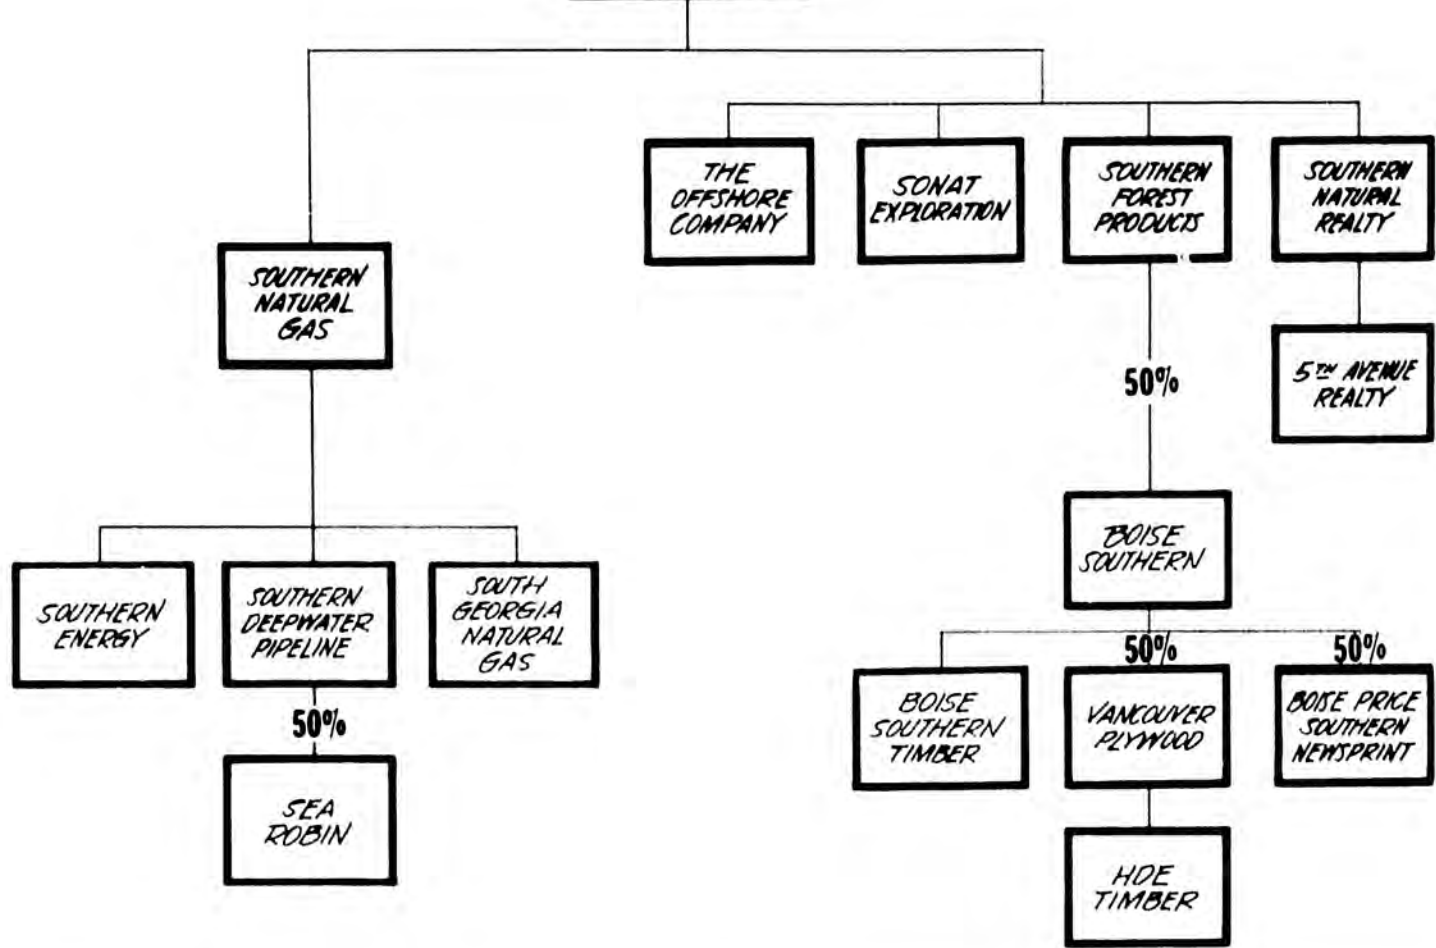 THE
OFFSHORE
COMPANY
SONAT
EXPLORATION
SOUTHERN
FOREST
PRODUCTS
SOUTHERN
NATURAL
REALTY
SOUTHERN
NATURAL
GAS
50%
5TH AVENUE
REALTY
BOISE
SOUTHERN
SOUTHERN
ENERGY
SOUTHERN
DEEPWATER
PIPELINE
SOUTH
GEORGIA
NATURAL
GAS
50%
50%
BOISE
SOUTHERN
TIMBER
VANCOUVER
PLYWOOD
BOISE PRICE
SOUTHERN
NEWSPRINT
50%
SEA
ROBIN
HDE
TIMBER